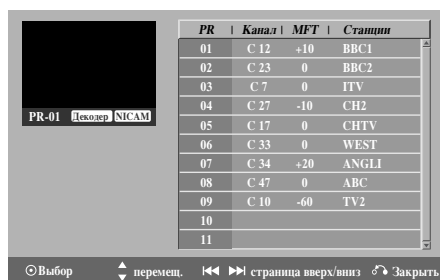 PR | Канал | MFT | Станции
01 C 12 +10 BBC1
02 C 23 0 BBC2
03 C 7 0 ITV
04 C 27 -10 CH2
05 C 17 0 CHTV
06 C 33 0 WEST
07 C 34 +20 ANGLI
08 C 47 0 ABC
09 C 10 -60 TV2
10
11
PR-01 Декодер NICAM
Выбор перемещ. страница вверх/вниз Закрыть